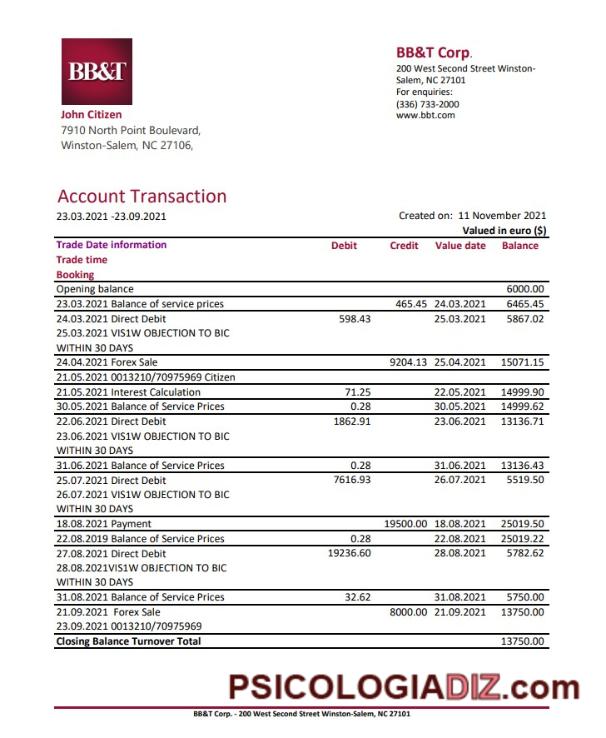 BB&T
BB&T Corp.
200 West Second Street Winston-
Salem, NC 27101
For enquiries:
(336) 733-2000
www.bbt.com
John Citizen
7910 North Point Boulevard,
Winston-Salem, NC 27106,
Account Transaction
23.03.2021 -23.09.2021 Created on: 11 November 2021
Valued in euro ($)
Trade Date information Debit Credit Value date Balance
Trade time
Booking
Opening balance 6000.00
23.03.2021 Balance of service prices 465.45 24.03.2021 6465.45
24.03.2021 Direct Debit 598.43 25.03.2021 5867.02
25.03.2021 VIS1W OBJECTION TO BIC
WITHIN 30 DAYS
24.04.2021 Forex Sale 9204.13 25.04.2021 15071.15
21.05.2021 0013210/70975969 Citizen
21.05.2021 Interest Calculation 71.25 22.05.2021 14999.90
30.05.2021 Balance of Service Prices 0.28 30.05.2021 14999.62
22.06.2021 Direct Debit 1862.91 23.06.2021 13136.71
23.06.2021 VIS1W OBJECTION TO BIC
WITHIN 30 DAYS
31.06.2021 Balance of Service Prices 0.28 31.06.2021 13136.43
25.07.2021 Direct Debit 7616.93 26.07.2021 5519.50
26.07.2021 VIS1W OBJECTION TO BIC
WITHIN 30 DAYS
18.08.2021 Payment 19500.00 18.08.2021 25019.50
22.08.2019 Balance of Service Prices 0.28 22.08.2021 25019.22
27.08.2021 Direct Debit 19236.60 28.08.2021 5782.62
28.08.2021VIS1W OBJECTION TO BIC
WITHIN 30 DAYS
31.08.2021 Balance of Service Prices 32.62 31.08.2021 5750.00
21.09.2021 Forex Sale 8000.00 21.09.2021 13750.00
23.09.2021 0013210/70975969
Closing Balance Turnover Total 13750.00
PSICOLOGIADIZ.com
BB&T Corp. - 200 West Second Street Winston-Salem, NC 27101